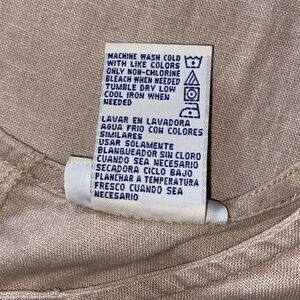 MACHINE WASH COLD
WITH LIKE COLORS
ONLY NON-CHLORINE
BLEACH WHEN NEEDED
TUMBLE DRY LOW
COOL IRON WHEN
NEEDED
LAVAR EN LAVADORA
AGUA FRIO CON COLORES
SIMILARES
USAR SOLAMENTE
BLANQUEADOR SIN CLORO
CUANDO SEA NECESARIO
SECADORA CICLO BAJO
PLANCHAR A TEMPERATURA
FRESCO CUANDO SEA
NECESARIO